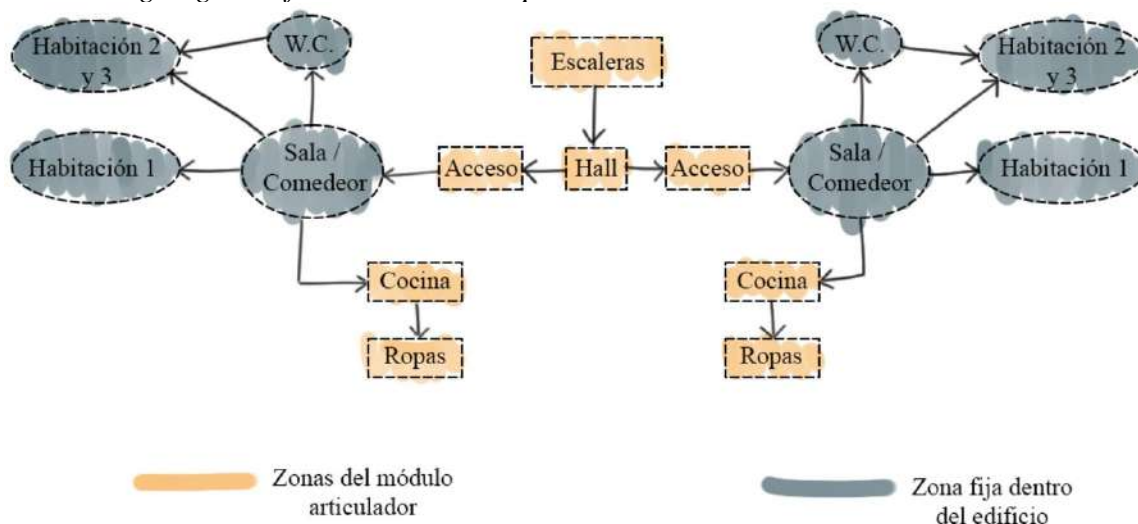 Habitación 2
y 3
W.C.
Escaleras
W.C.
Habitación 2
y 3
Habitación 1
Sala /
Comedeor
Acceso
Hall
Acceso
Sala /
Comedeor
Habitación 1
Cocina
Cocina
Ropas
Ropas
Zonas del módulo
articulador
Zona fija dentro
del edificio